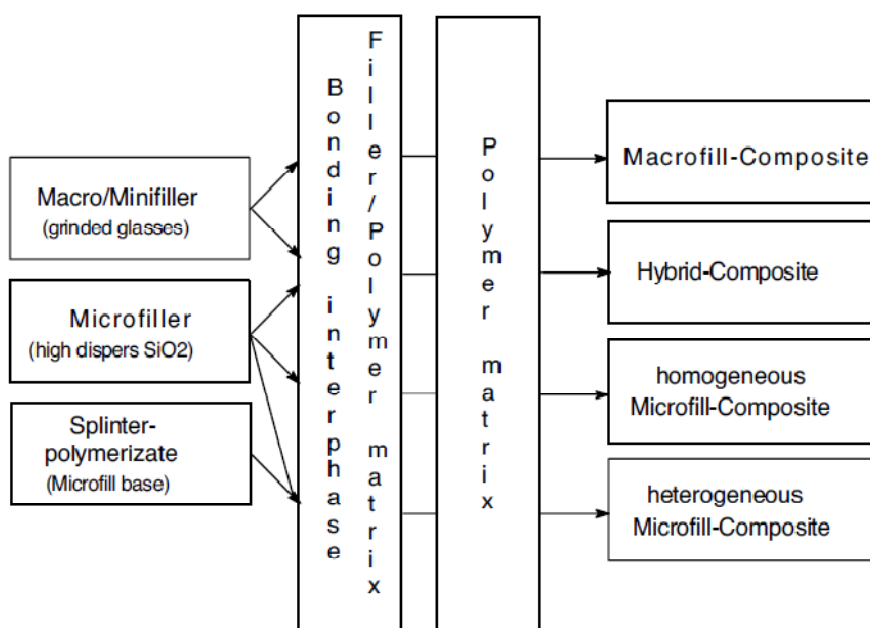 Macro/Minifiller
(grinded glasses)
Microfiller
(high dispers SiO2)
Splinter-
polymerizate
(Microfill base)
Bonding interphase
Filler/Polymer matrix
Polymer matrix
Macrofill-Composite
Hybrid-Composite
homogeneous
Microfill-Composite
heterogeneous
Microfill-Composite